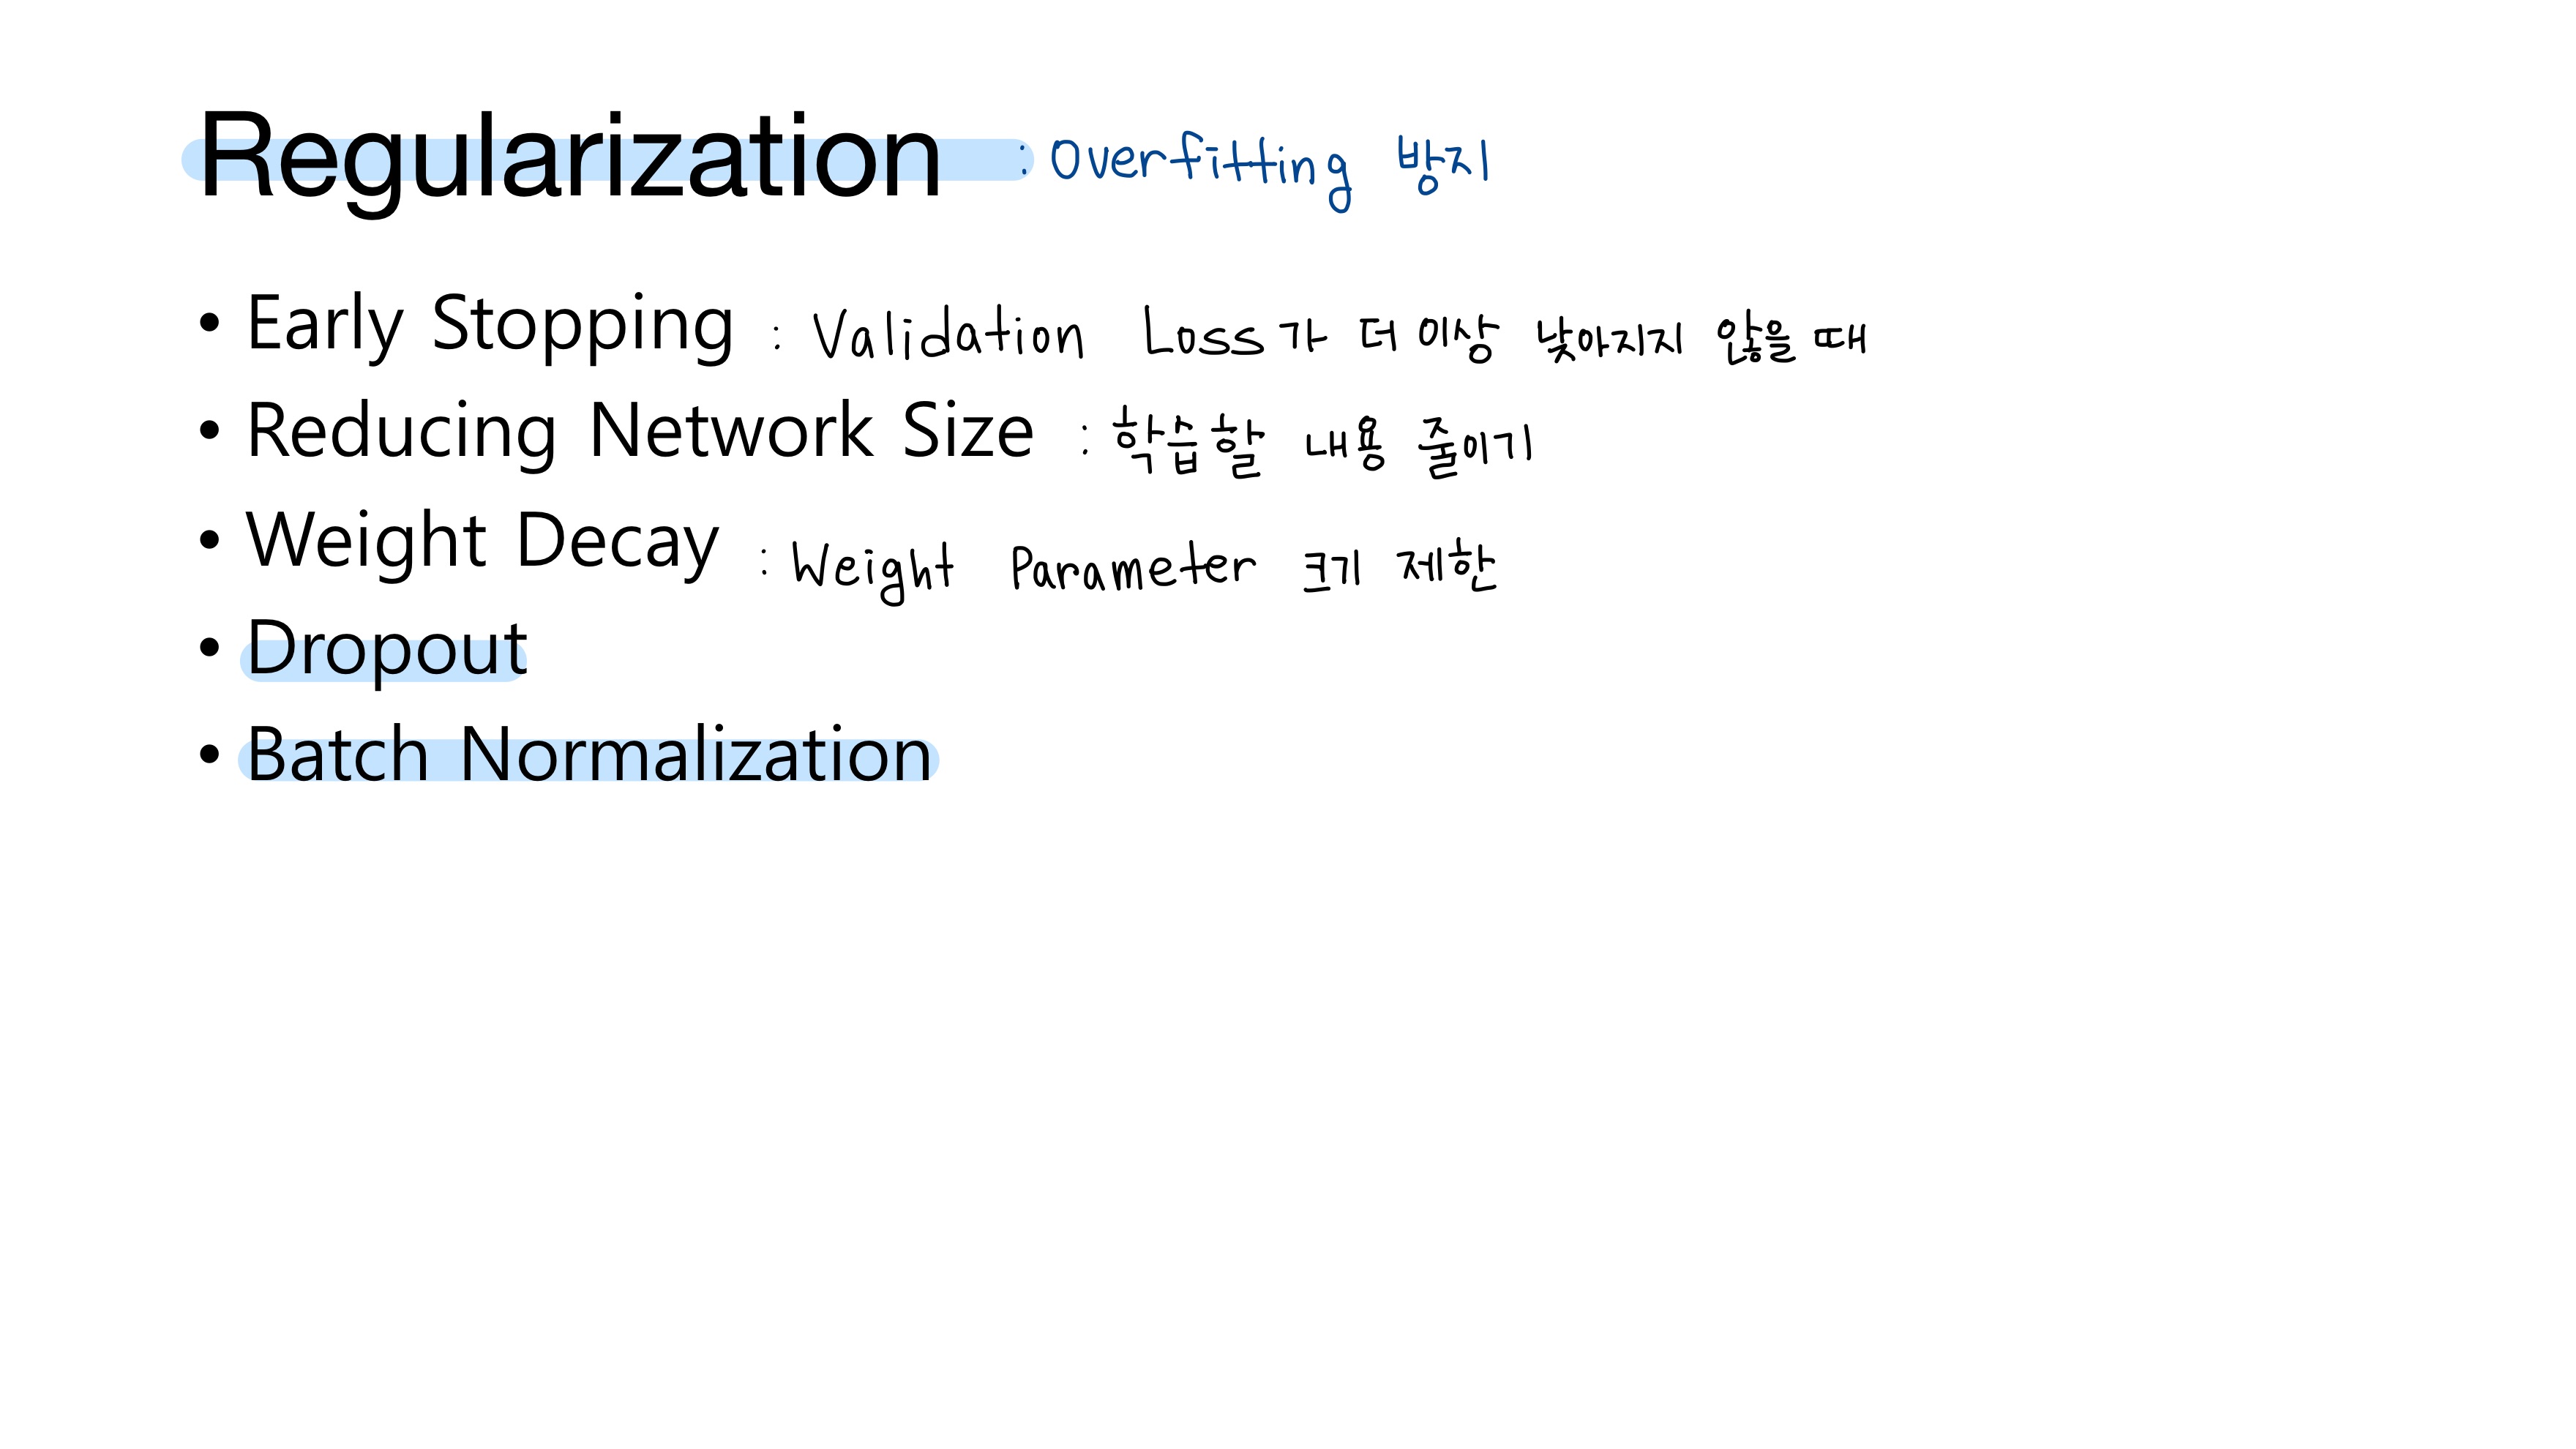 Regularization : Overfitting 방지
• Early Stopping : Validation Loss가 더 이상 낮아지지 않을 때
• Reducing Network Size : 학습할 내용 줄이기
• Weight Decay : Weight Parameter 크기 제한
• Dropout
• Batch Normalization